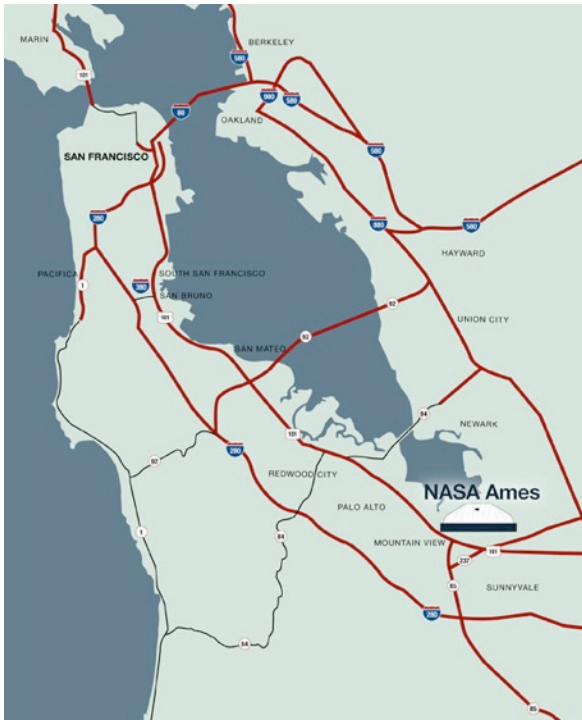 MARIN
101
BERKELEY
580
980
580
80
OAKLAND
SAN FRANCISCO
580
280
880
580
HAYWARD
PACIFICA
1
SOUTH SAN FRANCISCO
380
SAN BRUNO
101
92
UNION CITY
92
SAN MATEO
84
NEWARK
101
92
280
REDWOOD CITY
NASA Ames
PALO ALTO
1
84
MOUNTAIN VIEW
101
237
85
SUNNYVALE
280
84
85